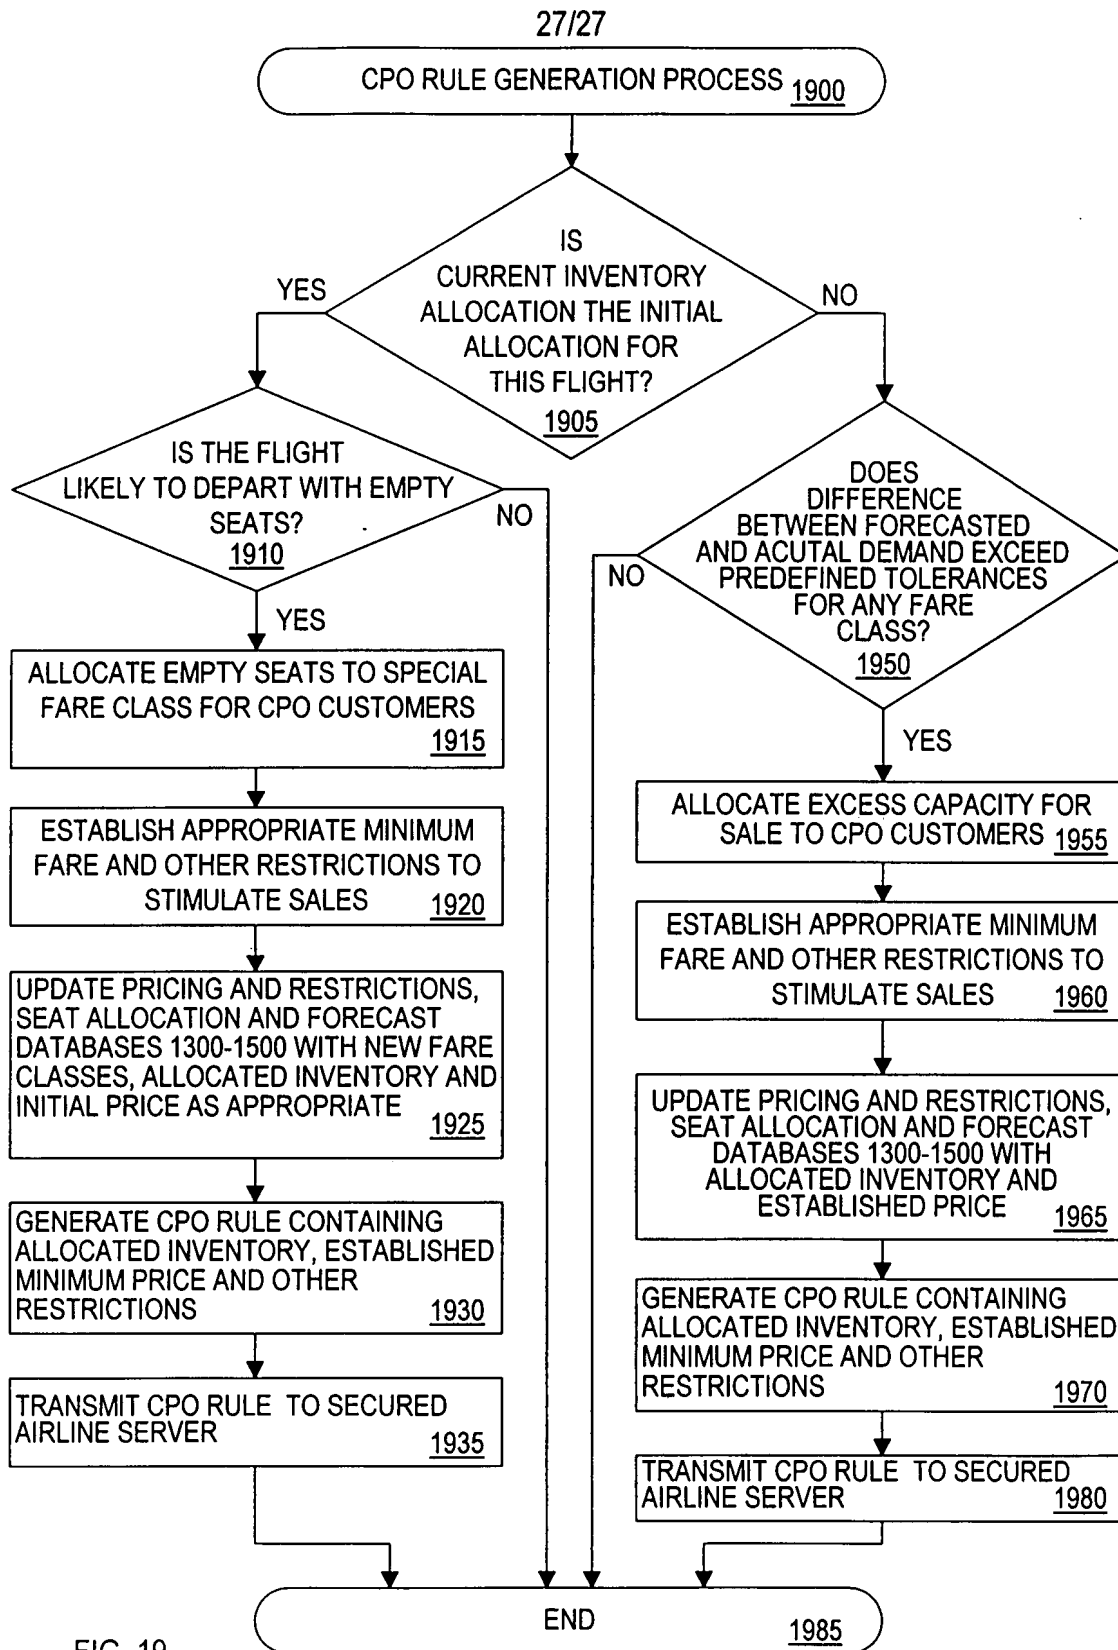 27/27
CPO RULE GENERATION PROCESS 1900
IS
CURRENT INVENTORY
ALLOCATION THE INITIAL
ALLOCATION FOR
THIS FLIGHT?
1905
YES
NO
IS THE FLIGHT
LIKELY TO DEPART WITH EMPTY
SEATS?
1910
NO
YES
ALLOCATE EMPTY SEATS TO SPECIAL
FARE CLASS FOR CPO CUSTOMERS
1915
ESTABLISH APPROPRIATE MINIMUM
FARE AND OTHER RESTRICTIONS TO
STIMULATE SALES 1920
UPDATE PRICING AND RESTRICTIONS,
SEAT ALLOCATION AND FORECAST
DATABASES 1300-1500 WITH NEW FARE
CLASSES, ALLOCATED INVENTORY AND
INITIAL PRICE AS APPROPRIATE
1925
GENERATE CPO RULE CONTAINING
ALLOCATED INVENTORY, ESTABLISHED
MINIMUM PRICE AND OTHER
RESTRICTIONS 1930
TRANSMIT CPO RULE TO SECURED
AIRLINE SERVER 1935
DOES
DIFFERENCE
BETWEEN FORECASTED
AND ACUTAL DEMAND EXCEED
PREDEFINED TOLERANCES
FOR ANY FARE
CLASS?
1950
NO
YES
ALLOCATE EXCESS CAPACITY FOR
SALE TO CPO CUSTOMERS 1955
ESTABLISH APPROPRIATE MINIMUM
FARE AND OTHER RESTRICTIONS TO
STIMULATE SALES 1960
UPDATE PRICING AND RESTRICTIONS,
SEAT ALLOCATION AND FORECAST
DATABASES 1300-1500 WITH
ALLOCATED INVENTORY AND
ESTABLISHED PRICE 1965
GENERATE CPO RULE CONTAINING
ALLOCATED INVENTORY, ESTABLISHED
MINIMUM PRICE AND OTHER
RESTRICTIONS 1970
TRANSMIT CPO RULE TO SECURED
AIRLINE SERVER 1980
END 1985
FIG. 19